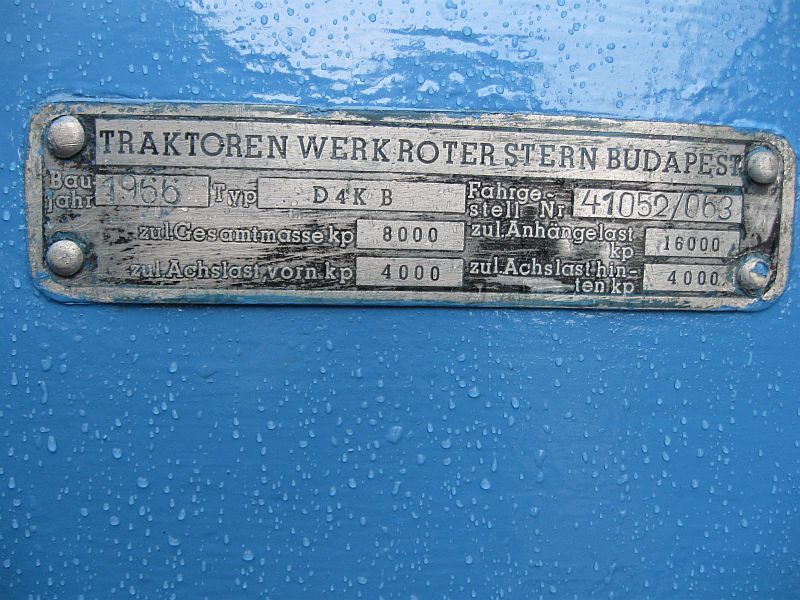 TRAKTOREN WERK ROTER STERN BUDAPEST
Bau jahr 1966 Typ D4K B Fahrge- stell Nr 41052/063
zul. Gesamtmasse kp 8000 zul. Anhängelast kp 16000
zul. Achslast vorn kp 4000 zul. Achslast hin- ten kp 4000